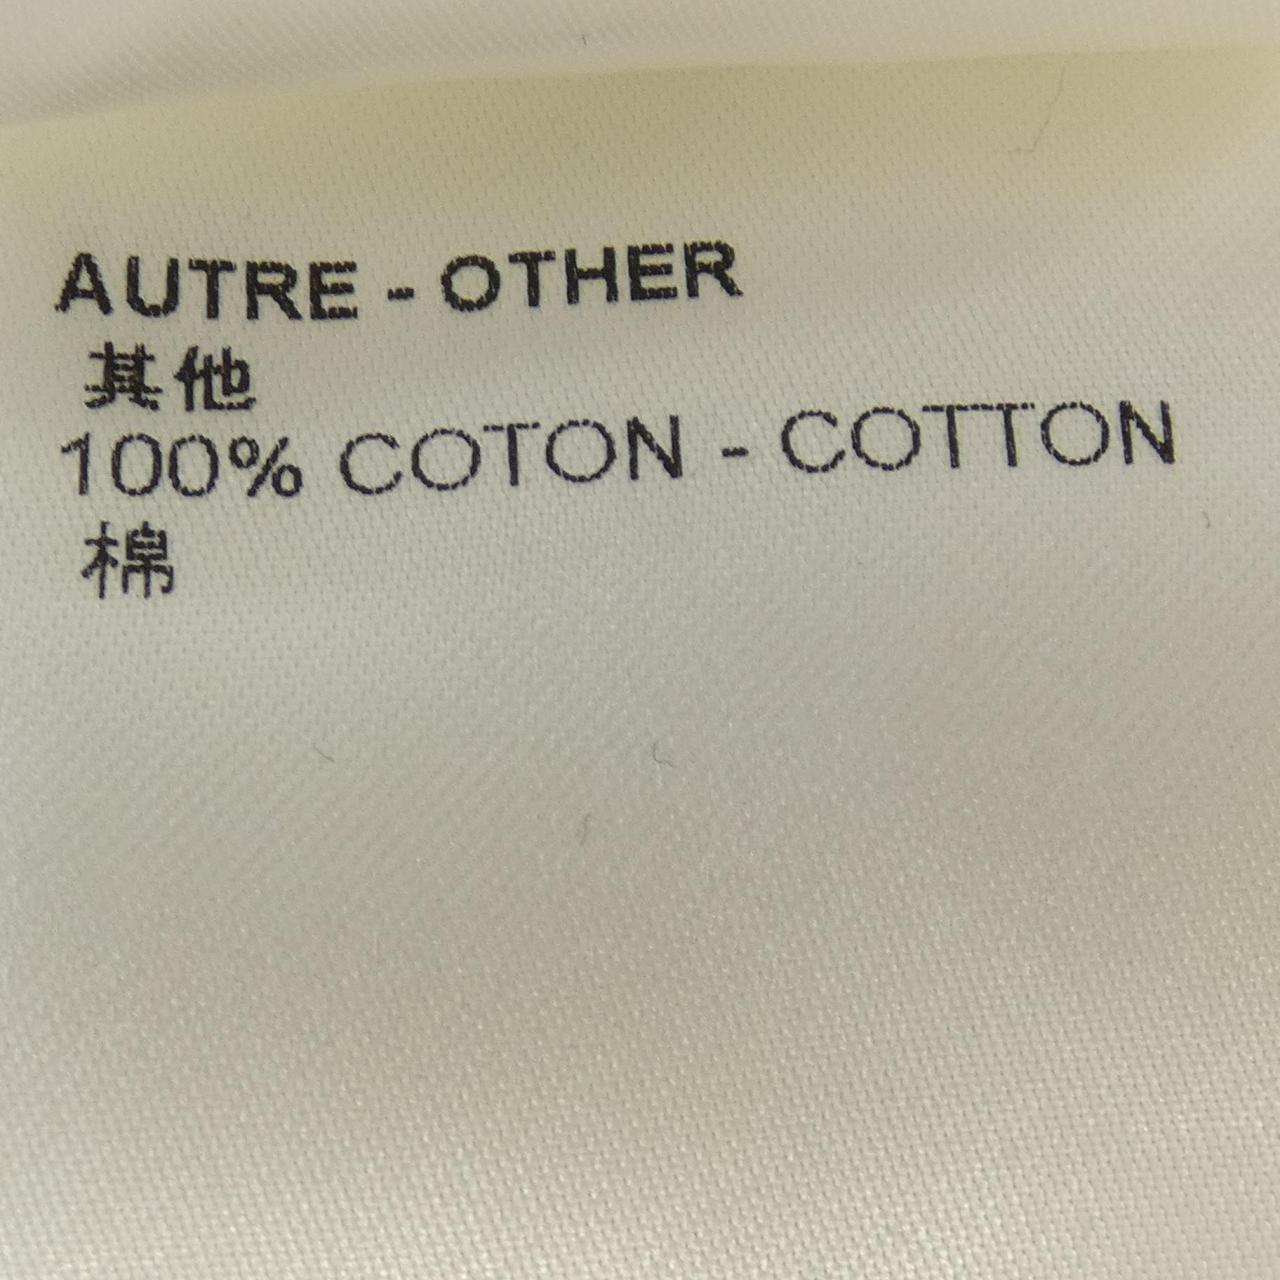 AUTRE - OTHER
其他
100% COTON - COTTON
棉